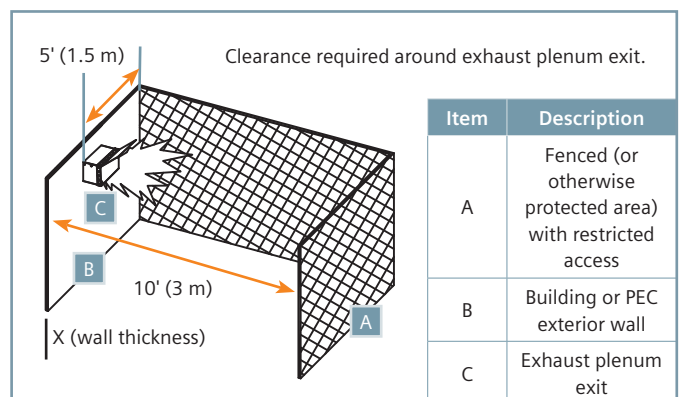 5' (1.5 m)
Clearance required around exhaust plenum exit.
C
B
10' (3 m)
A
X (wall thickness)
Item Description
A Fenced (or
otherwise
protected area)
with restricted
access
B Building or PEC
exterior wall
C Exhaust plenum
exit